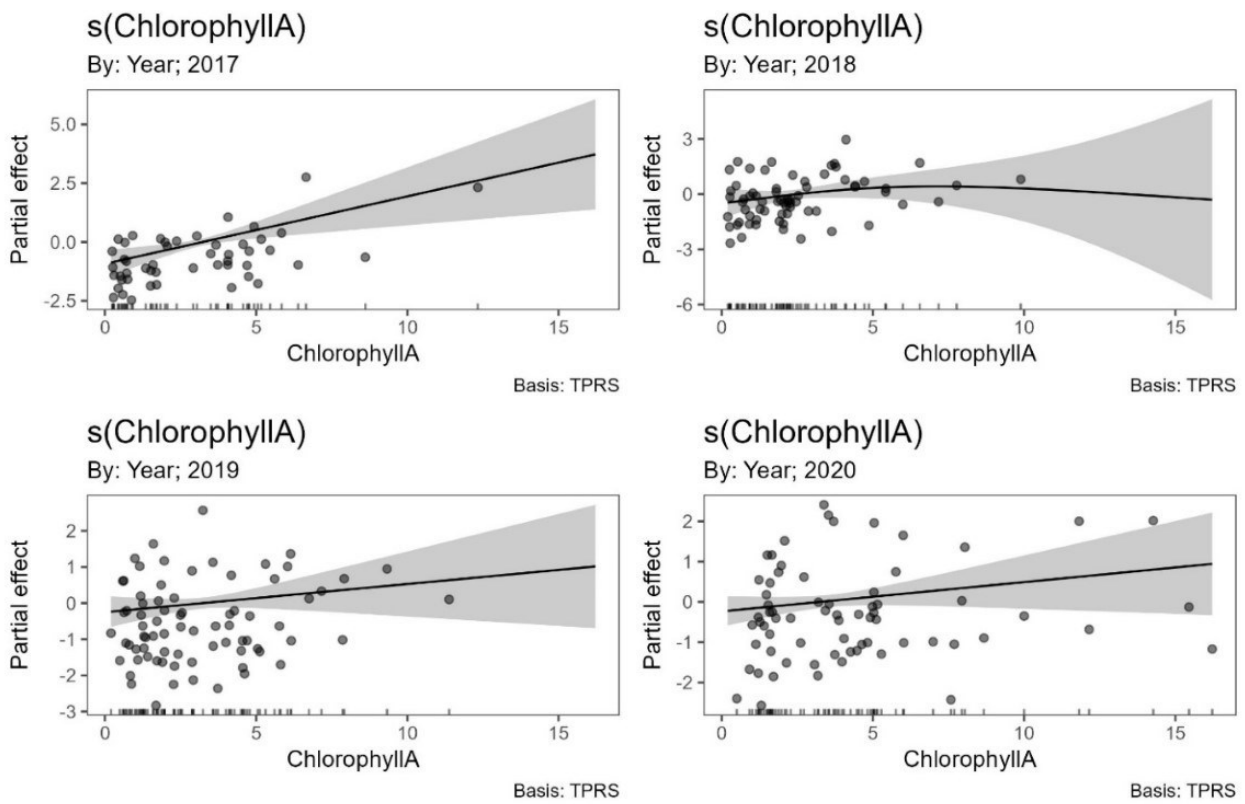 s(ChlorophyllA)
By: Year; 2017
Partial effect
5.0
2.5
0.0
-2.5
0 5 10 15
ChlorophyllA
Basis: TPRS
s(ChlorophyllA)
By: Year; 2018
Partial effect
3
0
-3
-6
0 5 10 15
ChlorophyllA
Basis: TPRS
s(ChlorophyllA)
By: Year; 2019
Partial effect
2
1
0
-1
-2
-3
0 5 10 15
ChlorophyllA
Basis: TPRS
s(ChlorophyllA)
By: Year; 2020
Partial effect
2
1
0
-1
-2
0 5 10 15
ChlorophyllA
Basis: TPRS